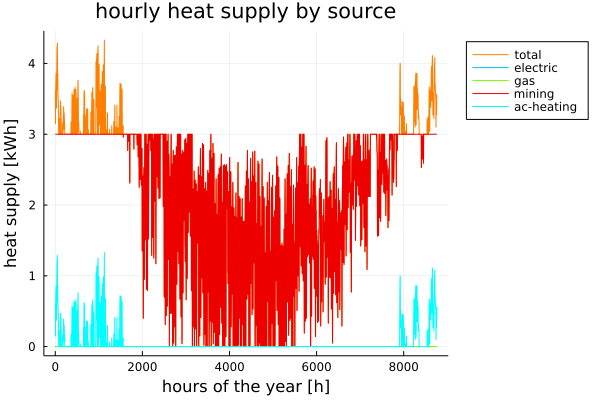 hourly heat supply by source
heat supply [kWh]
4
3
2
1
0
0 2000 4000 6000 8000
hours of the year [h]
total
electric
gas
mining
ac-heating